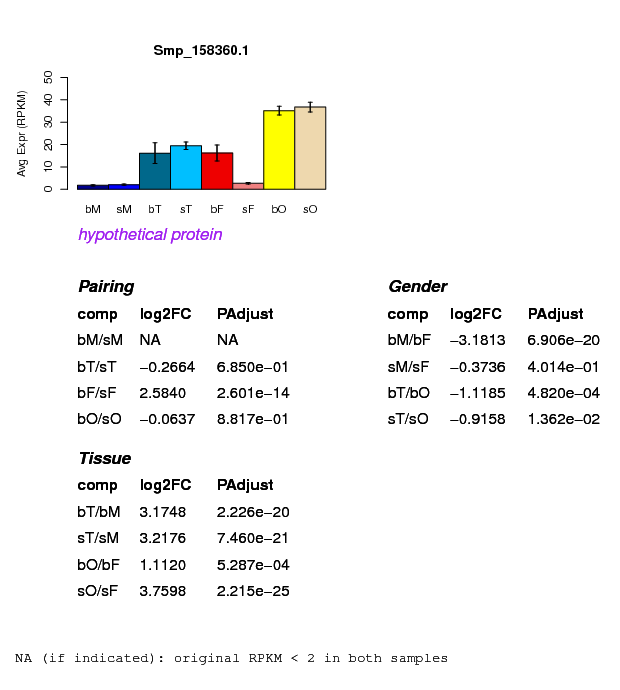 Smp_158360.1
Avg Expr (RPKM)
50
40
30
20
10
0
bM sM bT sT bF sF bO sO
hypothetical protein
Pairing
comp log2FC PAdjust
bM/sM NA NA
bT/sT −0.2664 6.850e−01
bF/sF 2.5840 2.601e−14
bO/sO −0.0637 8.817e−01
Gender
comp log2FC PAdjust
bM/bF −3.1813 6.906e−20
sM/sF −0.3736 4.014e−01
bT/bO −1.1185 4.820e−04
sT/sO −0.9158 1.362e−02
Tissue
comp log2FC PAdjust
bT/bM 3.1748 2.226e−20
sT/sM 3.2176 7.460e−21
bO/bF 1.1120 5.287e−04
sO/sF 3.7598 2.215e−25
NA (if indicated): original RPKM < 2 in both samples